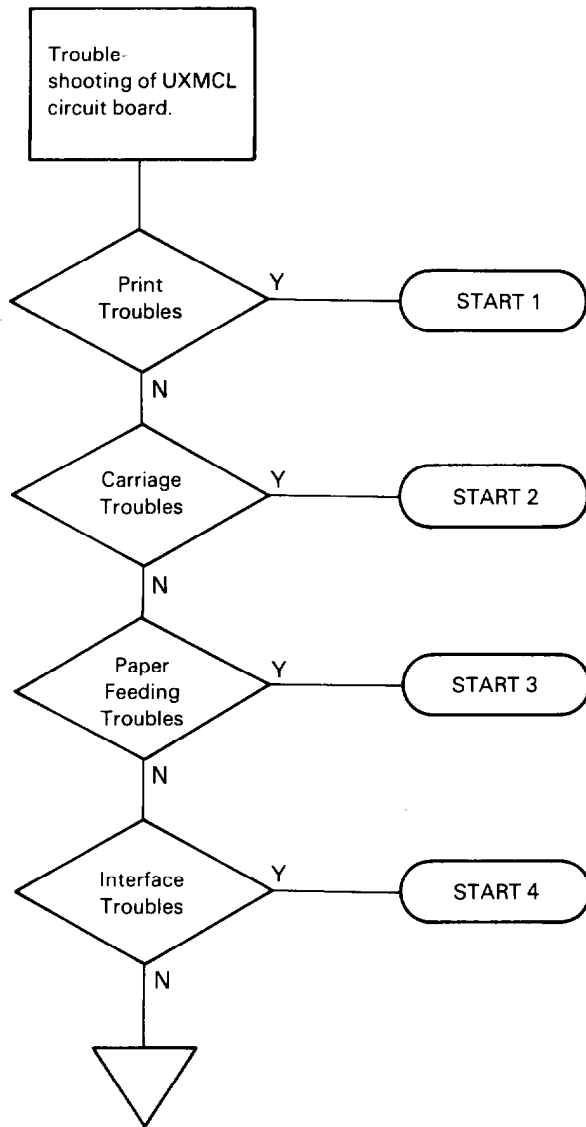 Trouble-
shooting of UXMCL
circuit board.
Print
Troubles
Y
START 1
N
Carriage
Troubles
Y
START 2
N
Paper
Feeding
Troubles
Y
START 3
N
Interface
Troubles
Y
START 4
N